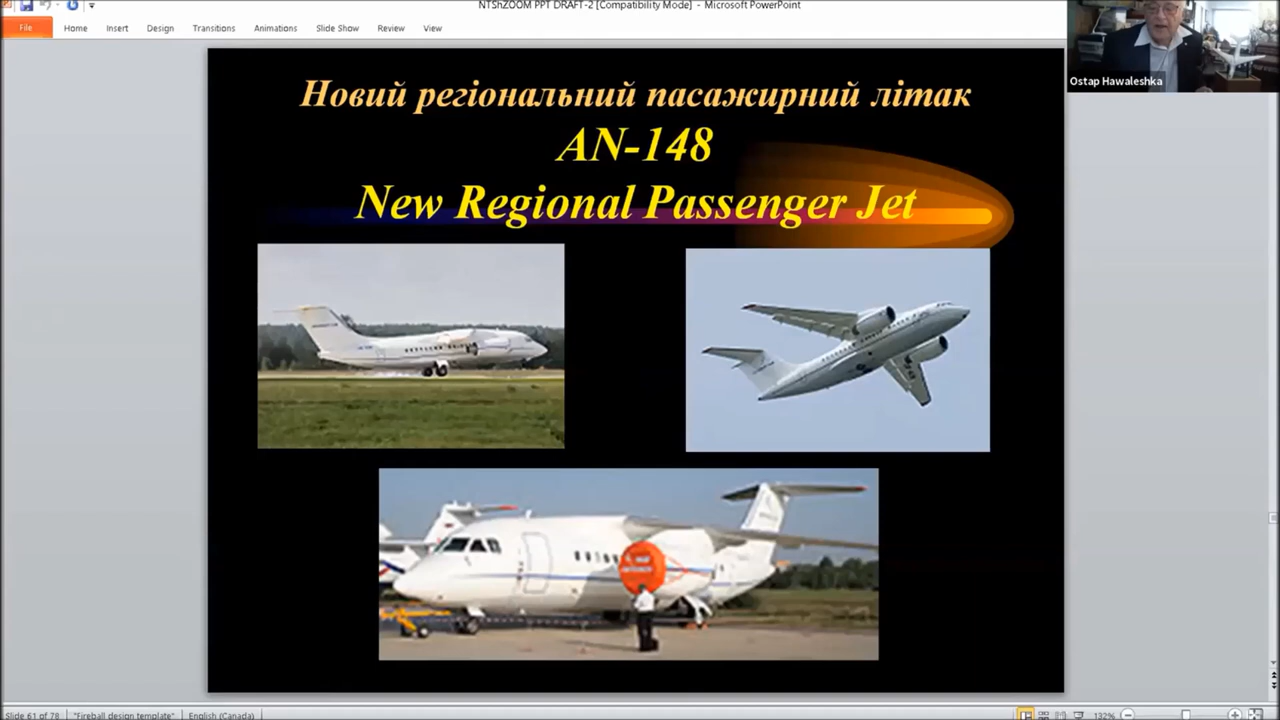 NTShZOOM PPT DRAFT-2 [Compatibility Mode] - Microsoft PowerPoint
File Home Insert Design Transitions Animations Slide Show Review View
Ostap Hawaleshka
Новий регіональний пасажирний літак
AN-148
New Regional Passenger Jet
Slide 61 of 78 "Fireball design template" English (Canada) 132%